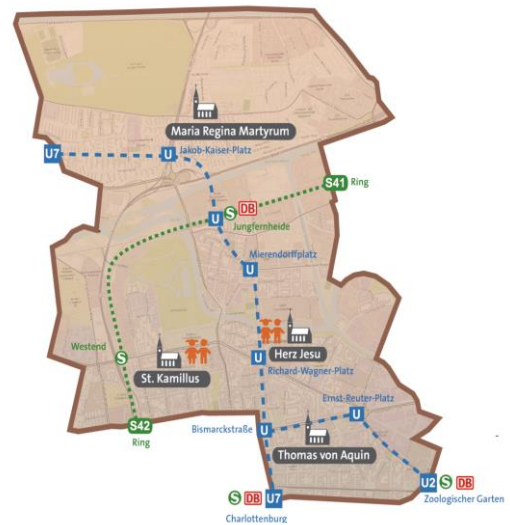 Maria Regina Martyrum
U7
U
Jakob-Kaiser-Platz
S41
Ring
U
S
DB
Jungfernheide
Mierendorffplatz
U
Westend
S
St. Kamillus
Herz Jesu
U
Richard-Wagner-Platz
Ernst-Reuter-Platz
U
S42
Ring
Bismarckstraße
U
Thomas von Aquin
S
DB
U7
Charlottenburg
U2
S
DB
Zoologischer Garten